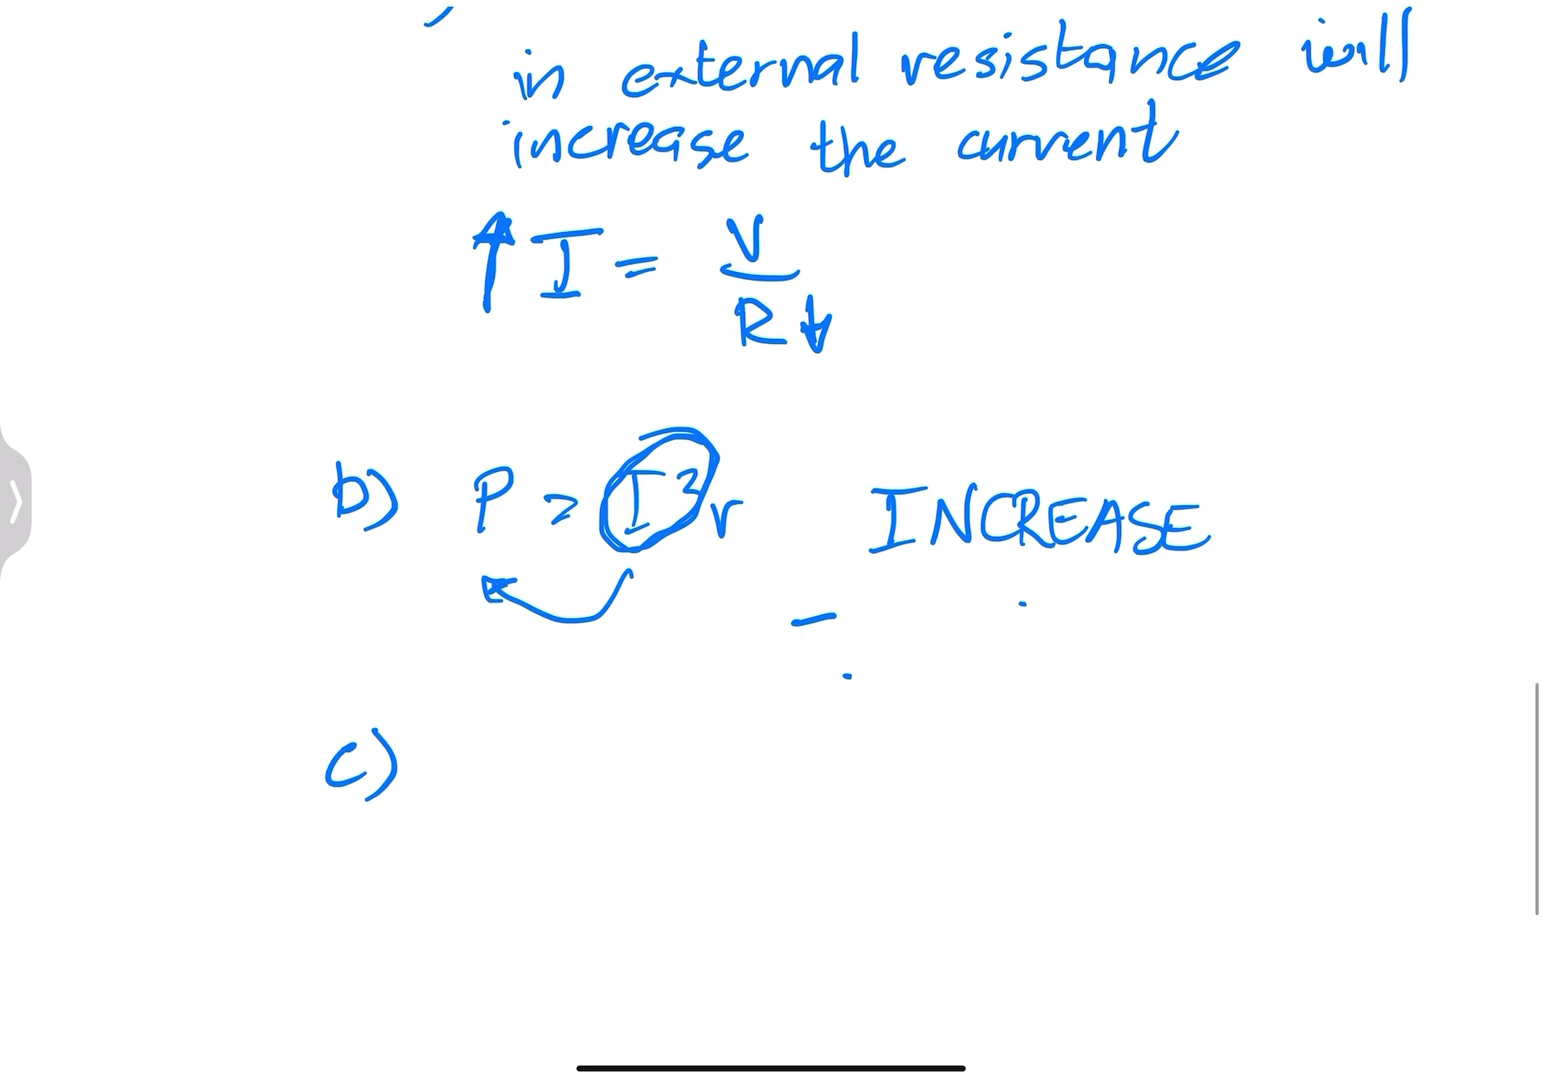 in external resistance will
increase the current
↑ I = V/R ↓
b) P = I²r INCREASE
c)